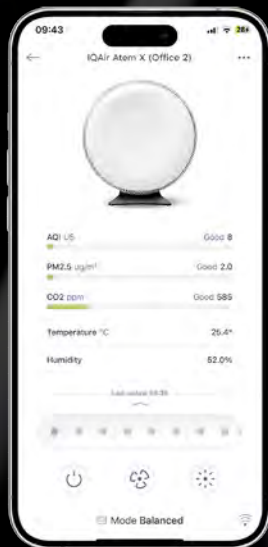 09:43
28
IQAir Atem X (Office 2)
AQI US Good 8
PM2.5 ug/m³ Good 2.0
CO2 ppm Good 585
Temperature °C 25.4°
Humidity 52.0%
Mode Balanced